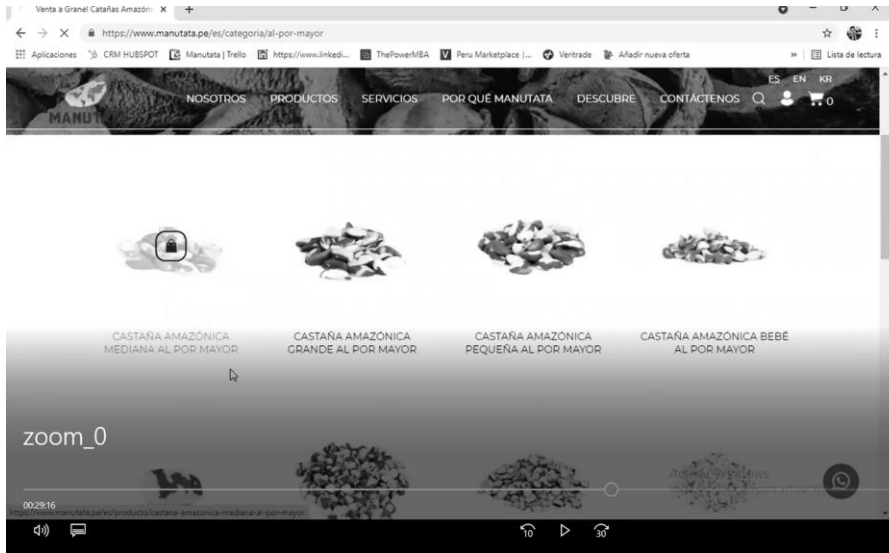 Venta a Granel Catañas Amazóni
https://www.manutata.pe/es/categoria/al-por-mayor
Aplicaciones CRM HUBSPOT Manutata | Trello https://www.linkedi... ThePowerMBA Peru Marketplace |... Veritrade Añadir nueva oferta » Lista de lectura
ES EN KR
NOSOTROS PRODUCTOS SERVICIOS POR QUÉ MANUTATA DESCUBRE CONTÁCTENOS 0
CASTAÑA AMAZÓNICA
MEDIANA AL POR MAYOR
CASTAÑA AMAZÓNICA
GRANDE AL POR MAYOR
CASTAÑA AMAZÓNICA
PEQUEÑA AL POR MAYOR
CASTAÑA AMAZÓNICA BEBÉ
AL POR MAYOR
zoom_0
00:29:16
https://www.manutata.pe/es/producto/castana-amazonica-mediana-al-por-mayor
10 30